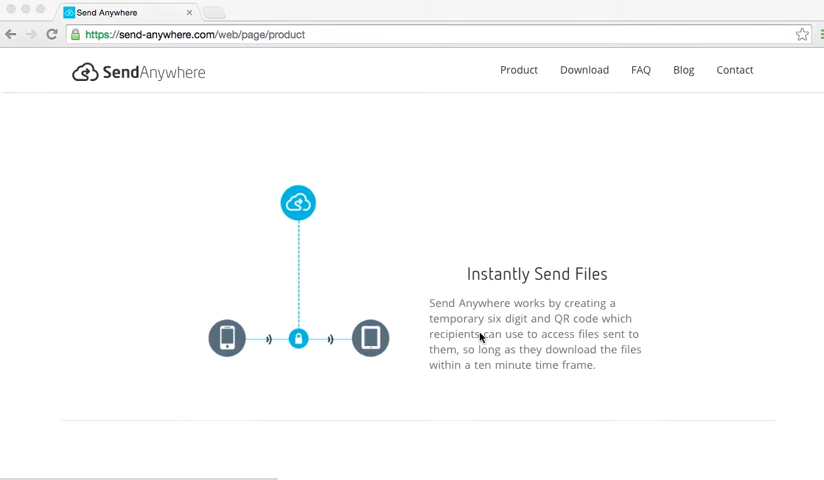 Send Anywhere
https://send-anywhere.com/web/page/product
SendAnywhere
Product Download FAQ Blog Contact
Instantly Send Files
Send Anywhere works by creating a
temporary six digit and QR code which
recipients can use to access files sent to
them, so long as they download the files
within a ten minute time frame.